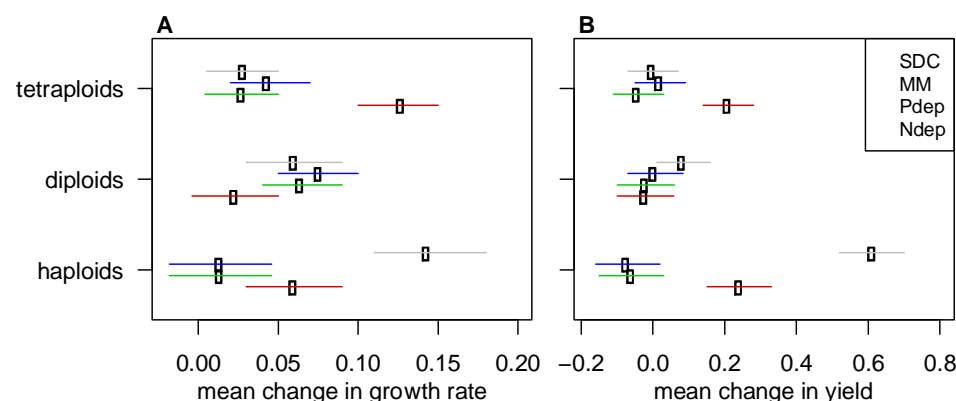 A
B
SDC
MM
Pdep
Ndep
tetraploids
diploids
haploids
0.00 0.05 0.10 0.15 0.20
−0.2 0.0 0.2 0.4 0.6 0.8
mean change in growth rate
mean change in yield